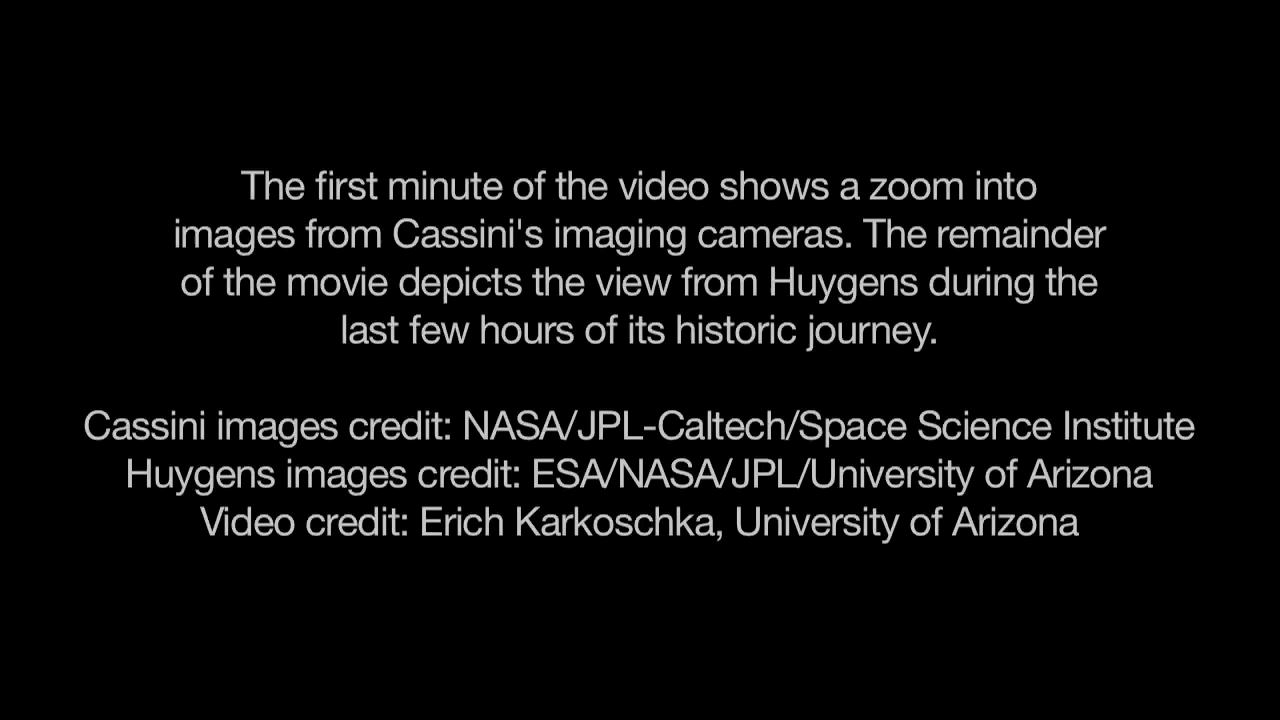 The first minute of the video shows a zoom into
images from Cassini's imaging cameras. The remainder
of the movie depicts the view from Huygens during the
last few hours of its historic journey.
Cassini images credit: NASA/JPL-Caltech/Space Science Institute
Huygens images credit: ESA/NASA/JPL/University of Arizona
Video credit: Erich Karkoschka, University of Arizona